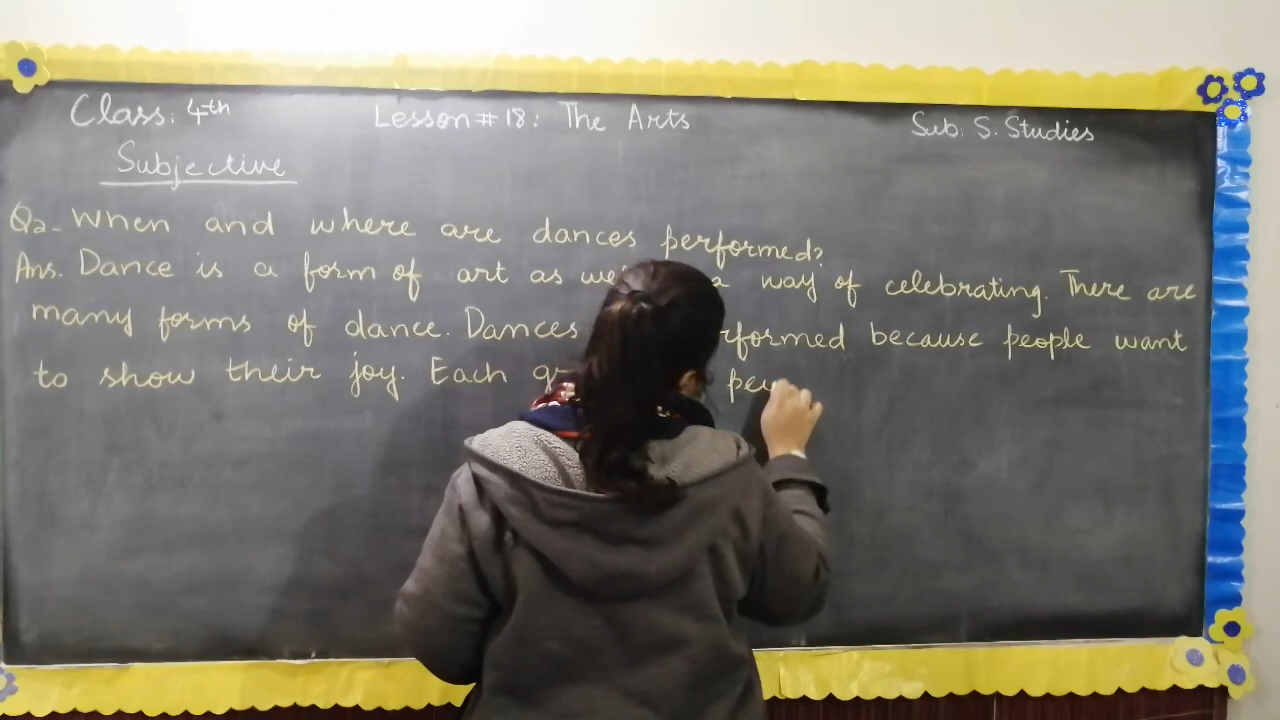 Class: 4th Lesson # 18: The Arts Sub: S. Studies
Subjective
Q2- When and where are dances performed?
Ans. Dance is a form of art as a way of celebrating. There are
many forms of dance. Dances because people want
to show their joy. Each